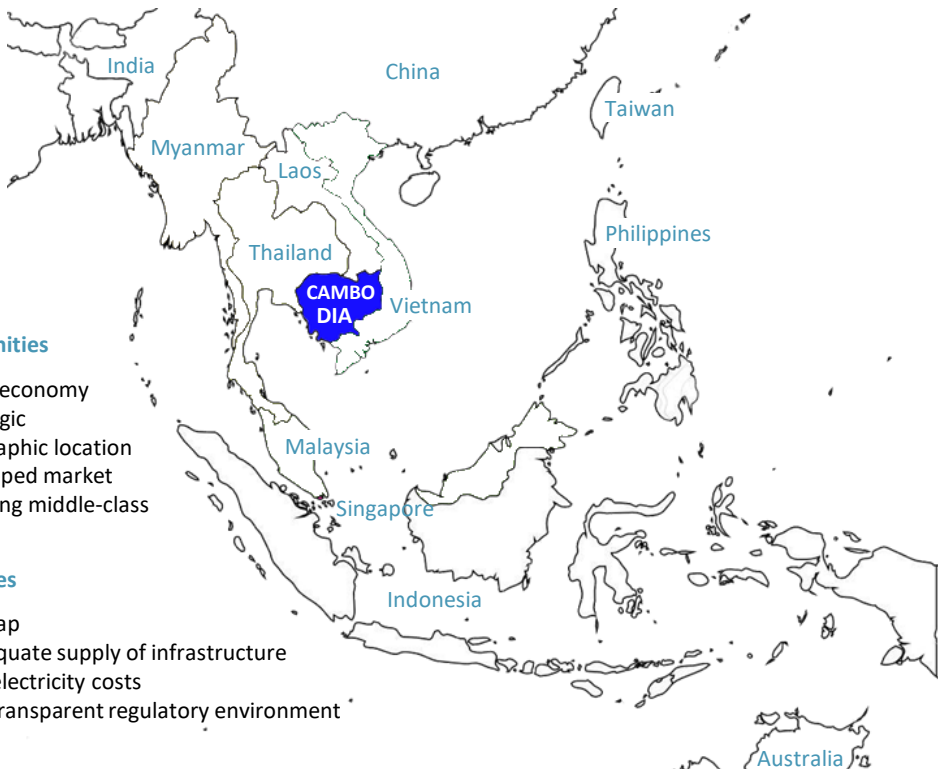 India
China
Taiwan
Myanmar
Laos
Philippines
Thailand
CAMBO
DIA
Vietnam
nities
economy
gic
aphic location
ped market
ng middle-class
Malaysia
Singapore
es
ap
quate supply of infrastructure
electricity costs
ransparent regulatory environment
Indonesia
Australia